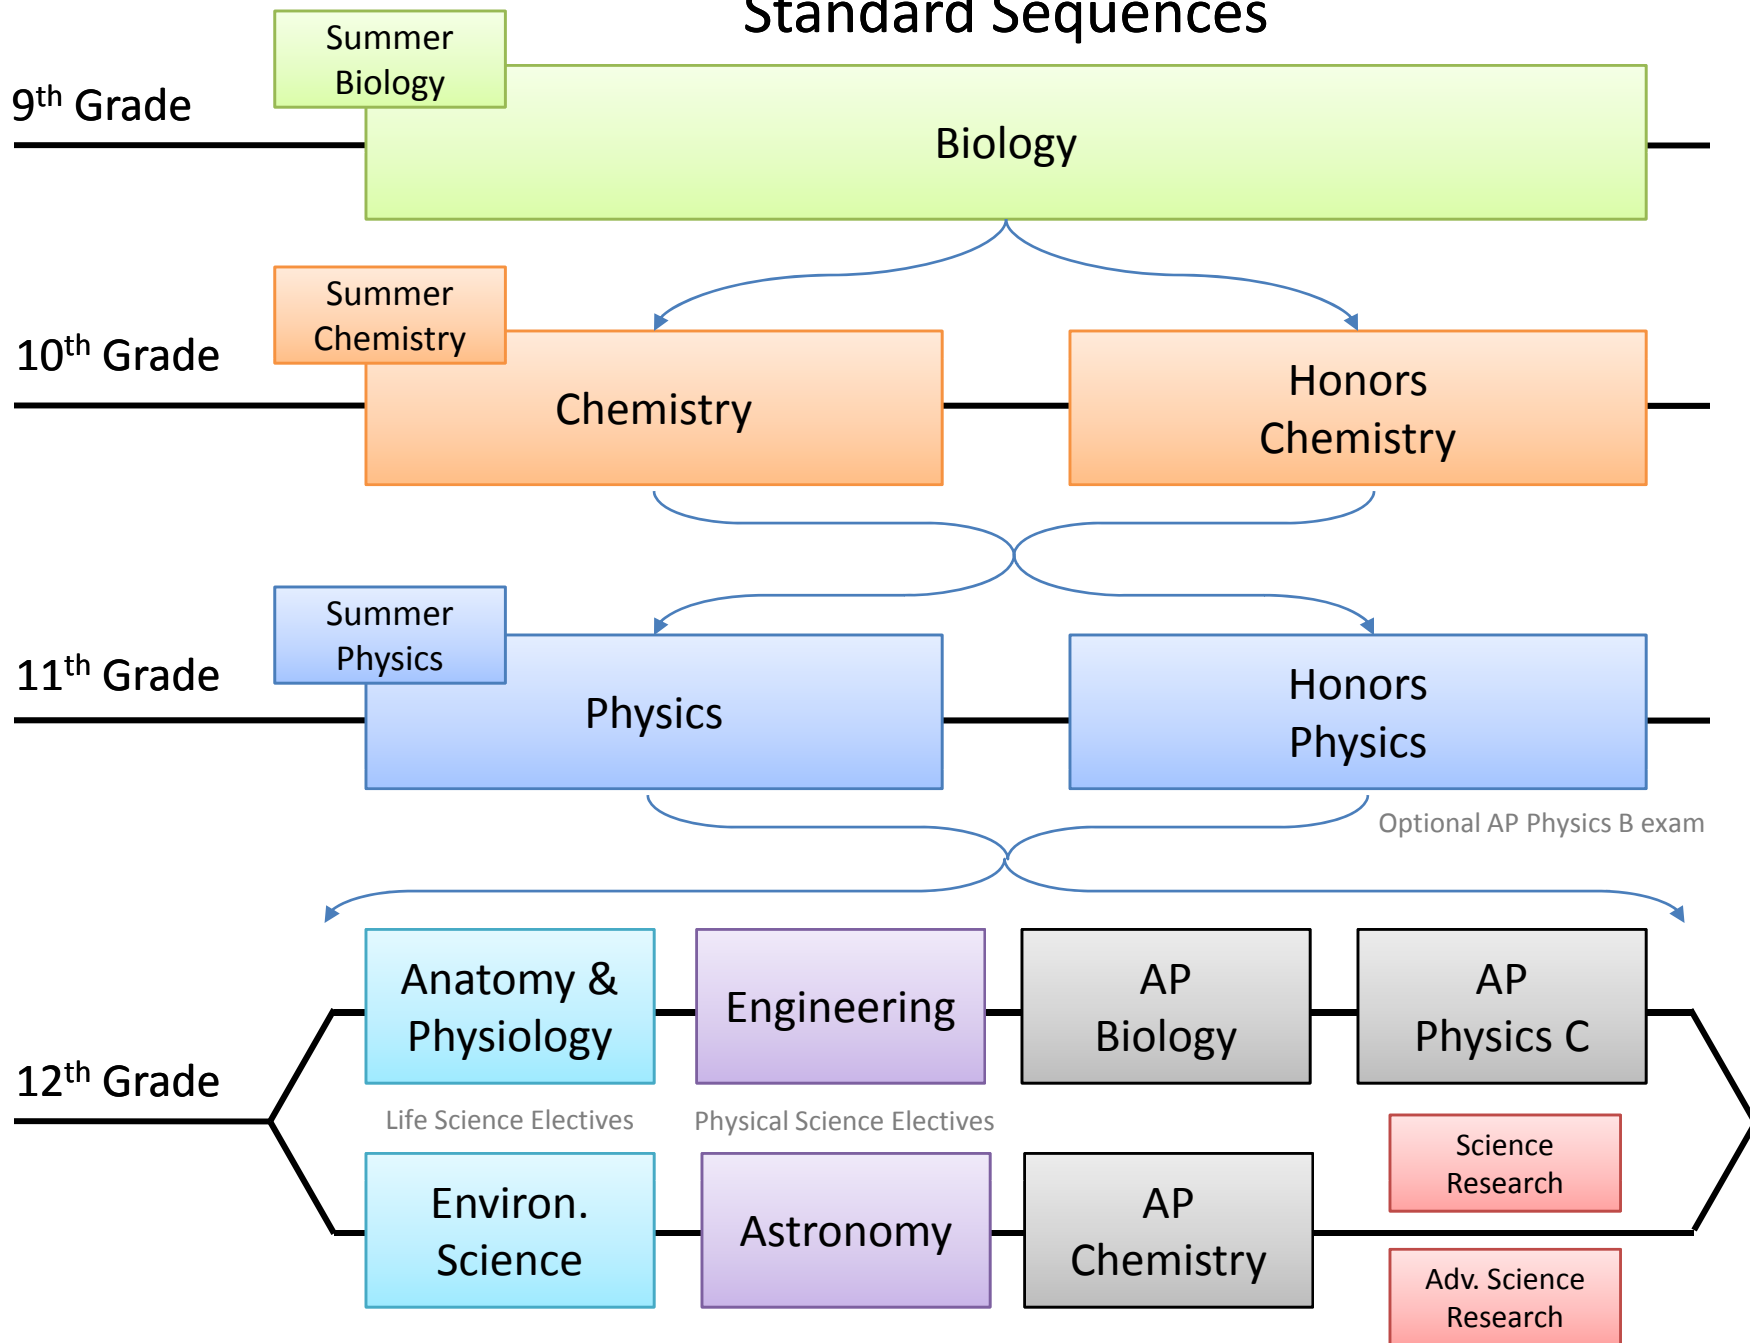 Standard Sequences
Summer
Biology
9th Grade
Biology
Summer
Chemistry
10th Grade
Chemistry
Honors
Chemistry
Summer
Physics
11th Grade
Physics
Honors
Physics
Optional AP Physics B exam
Anatomy &
Physiology
Engineering
AP
Biology
AP
Physics C
12th Grade
Life Science Electives
Physical Science Electives
Science
Research
Environ.
Science
Astronomy
AP
Chemistry
Adv. Science
Research